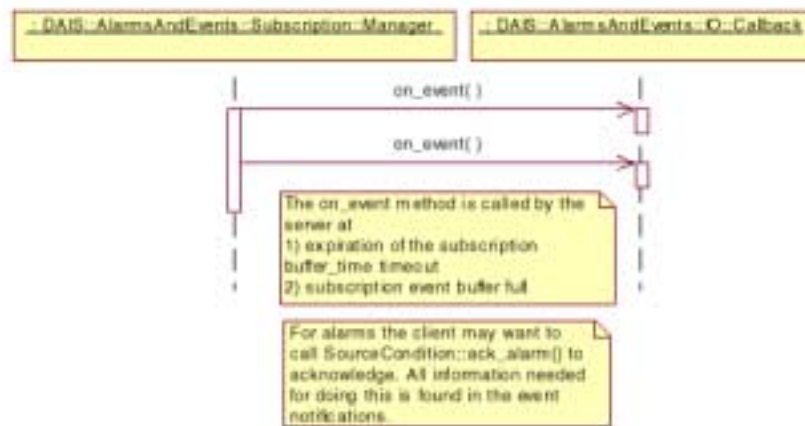 : DAIS::AlarmsAndEvents::Subscription::Manager
: DAIS::AlarmsAndEvents::IO::Callback
on_event( )
on_event( )
The on_event method is called by the
server at
1) expiration of the subscription
buffer_time timeout
2) subscription event buffer full
For alarms the client may want to
call SourceCondition::ack_alarm() to
acknowledge. All information needed
for doing this is found in the event
notifications.